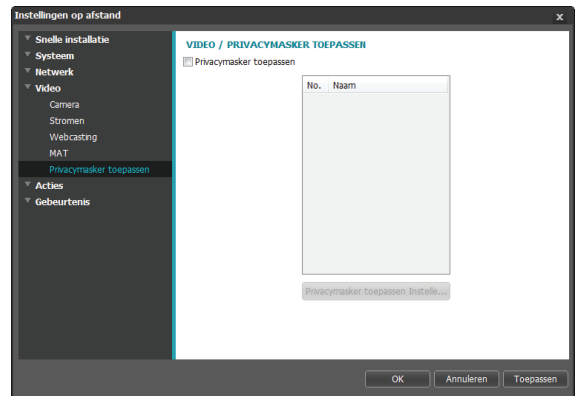 Instellingen op afstand
x
Snelle installatie
Systeem
Netwerk
Video
Camera
Stromen
Webcasting
MAT
Privacymasker toepassen
Acties
Gebeurtenis
VIDEO / PRIVACYMASKER TOEPASSEN
Privacymasker toepassen
No. Naam
Privacymasker toepassen Instelle...
OK Annuleren Toepassen